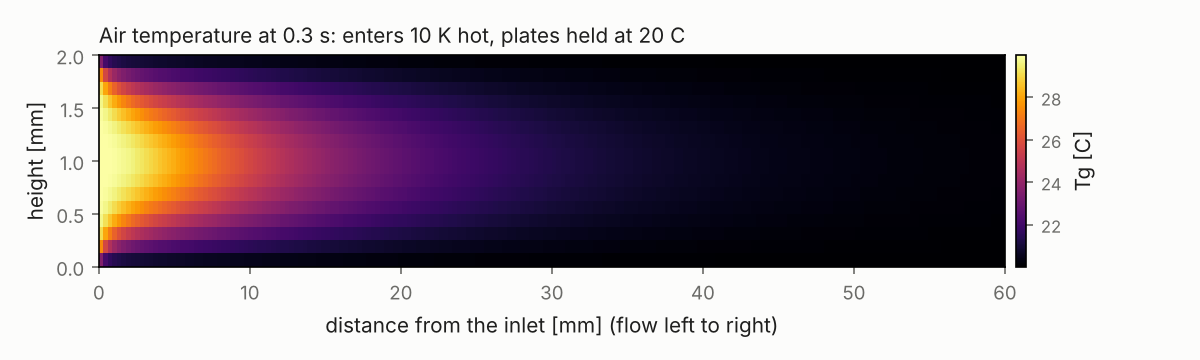 Air temperature at 0.3 s: enters 10 K hot, plates held at 20 C
2.0
1.5
1.0
0.5
0.0
height [mm]
0 10 20 30 40 50 60
distance from the inlet [mm] (flow left to right)
28
26
24
22
Tg [C]